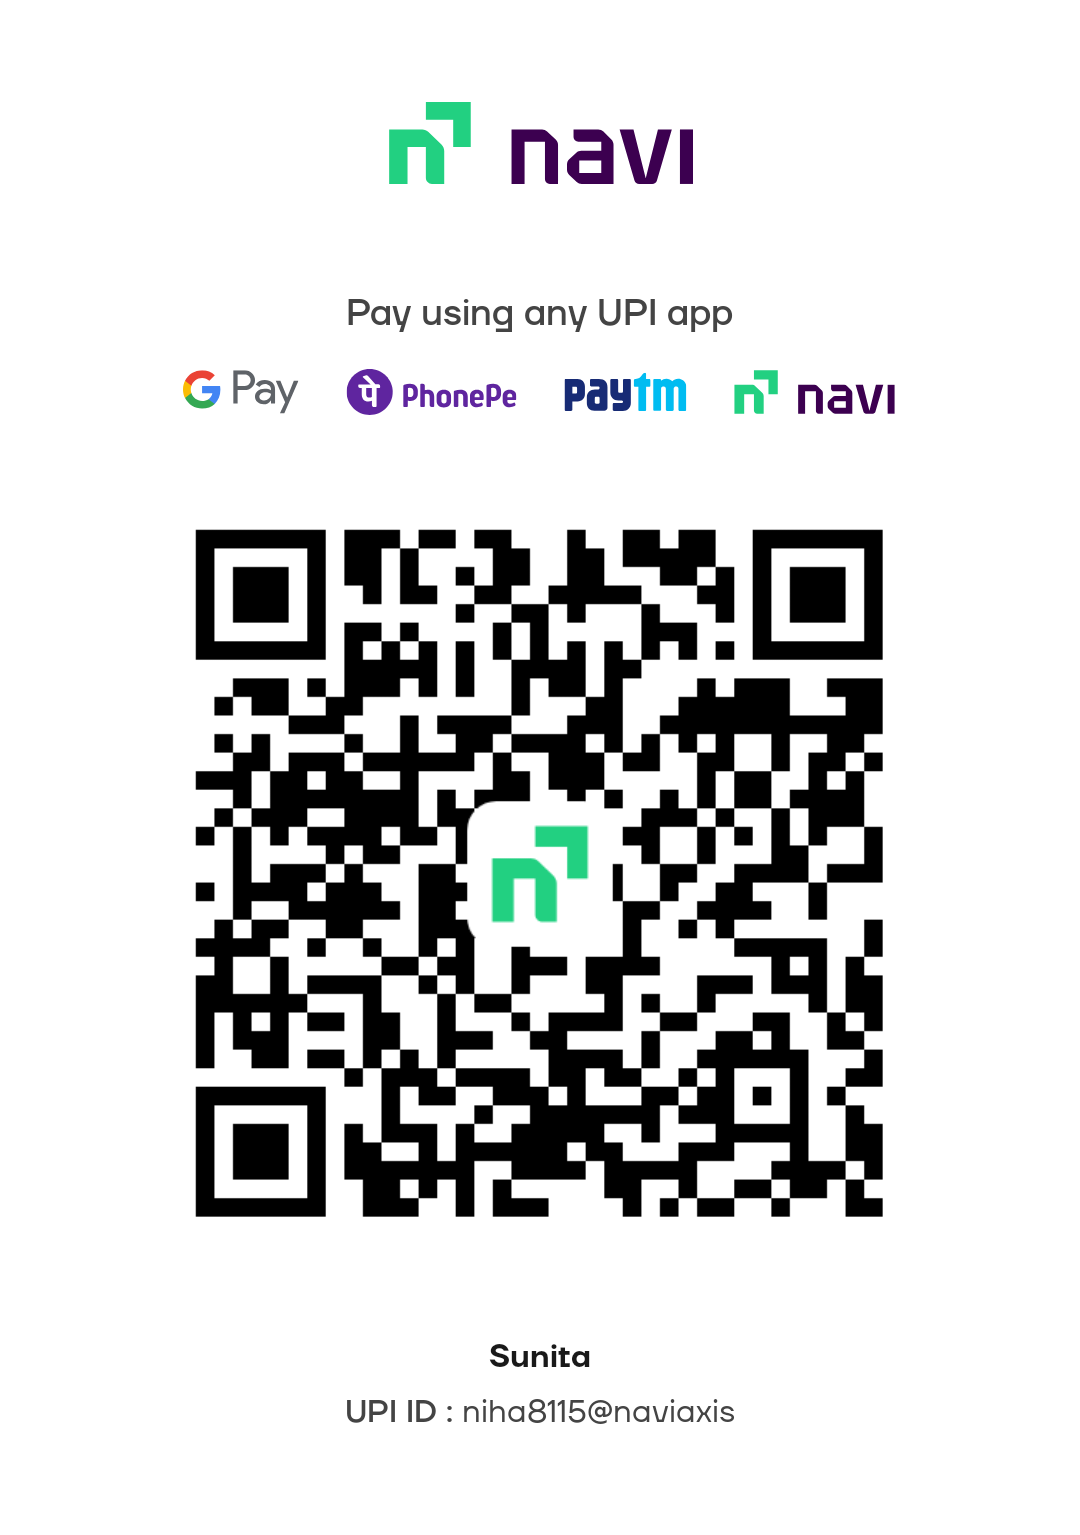 navi
Pay using any UPI app
G Pay पे PhonePe paytm navi
Sunita
UPI ID : niha8115@naviaxis